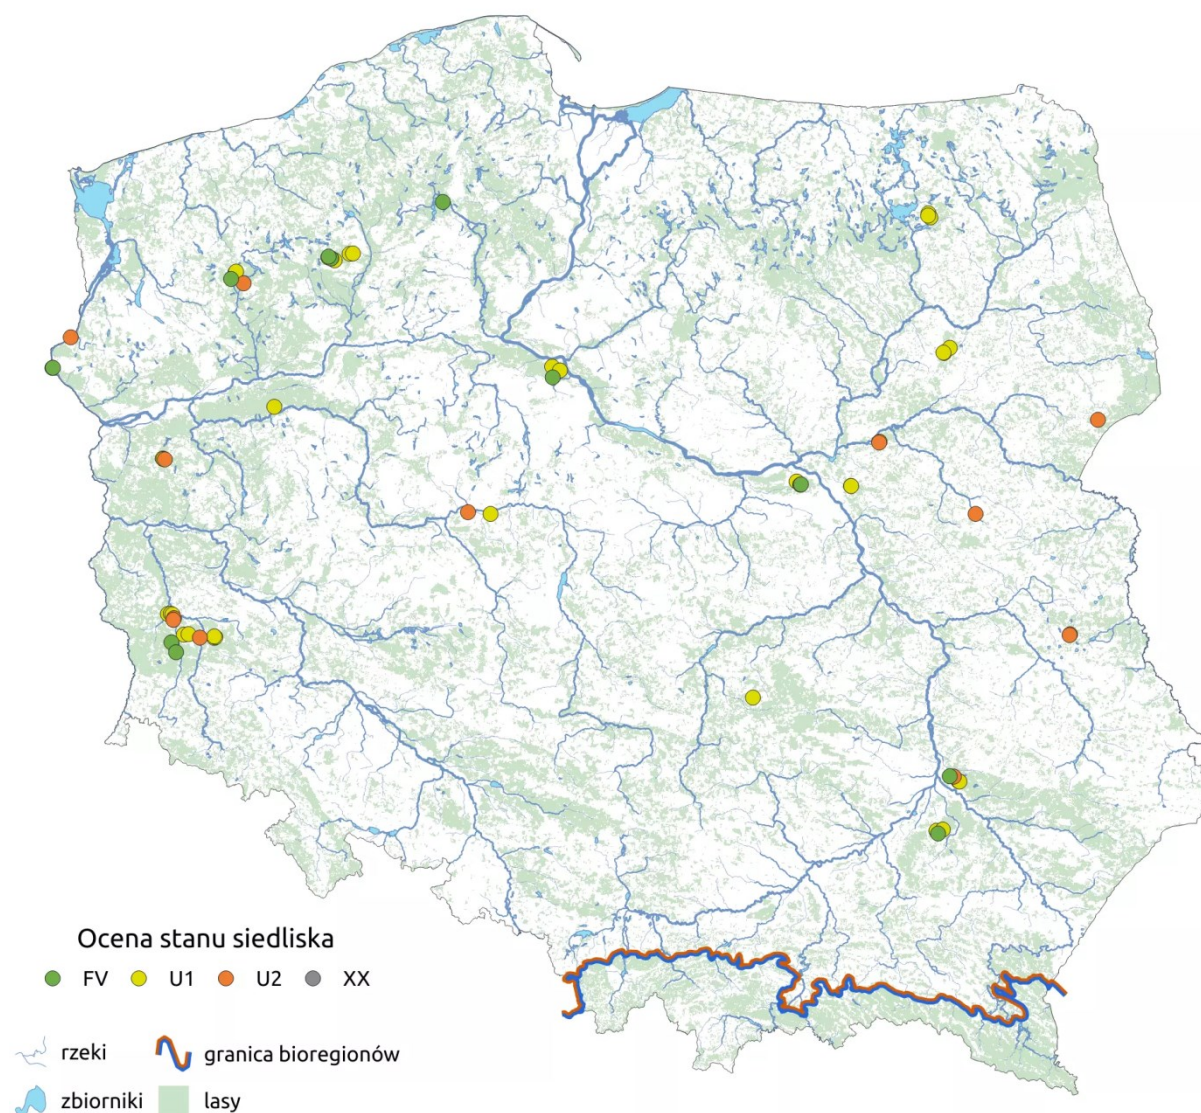 Ocena stanu siedliska
FV U1 U2 XX
rzeki granica bioregionów
zbiorniki lasy